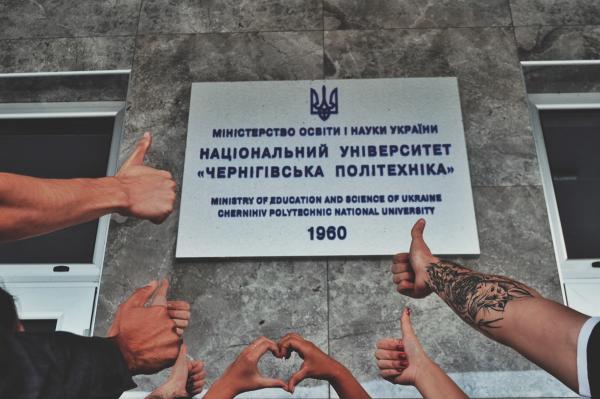 МІНІСТЕРСТВО ОСВІТИ І НАУКИ УКРАЇНИ
НАЦІОНАЛЬНИЙ УНІВЕРСИТЕТ
«ЧЕРНІГІВСЬКА ПОЛІТЕХНІКА»
MINISTRY OF EDUCATION AND SCIENCE OF UKRAINE
CHERNIHIV POLYTECHNIC NATIONAL UNIVERSITY
1960